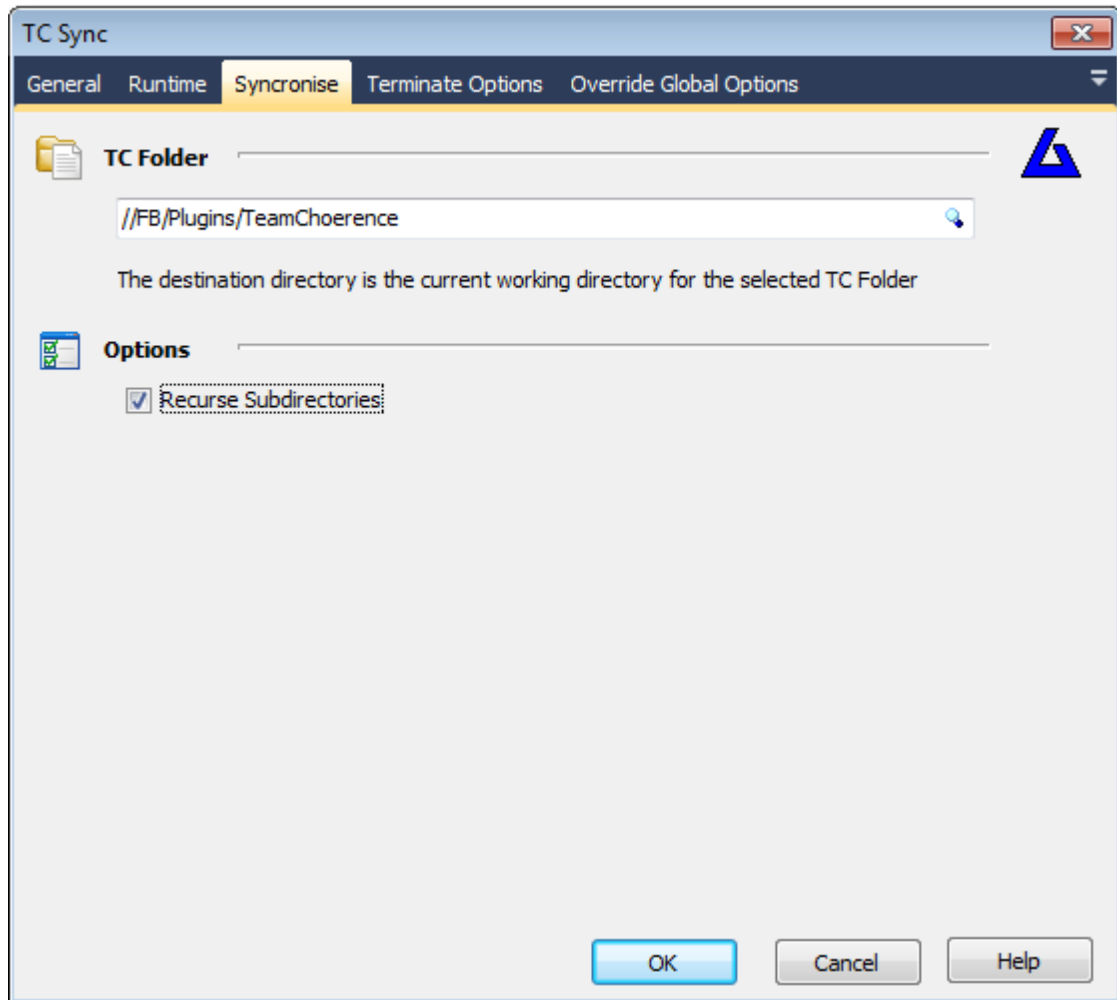 TC Sync
General Runtime Syncronise Terminate Options Override Global Options
TC Folder
//FB/Plugins/TeamChoerence
The destination directory is the current working directory for the selected TC Folder
Options
Recurse Subdirectories
OK Cancel Help